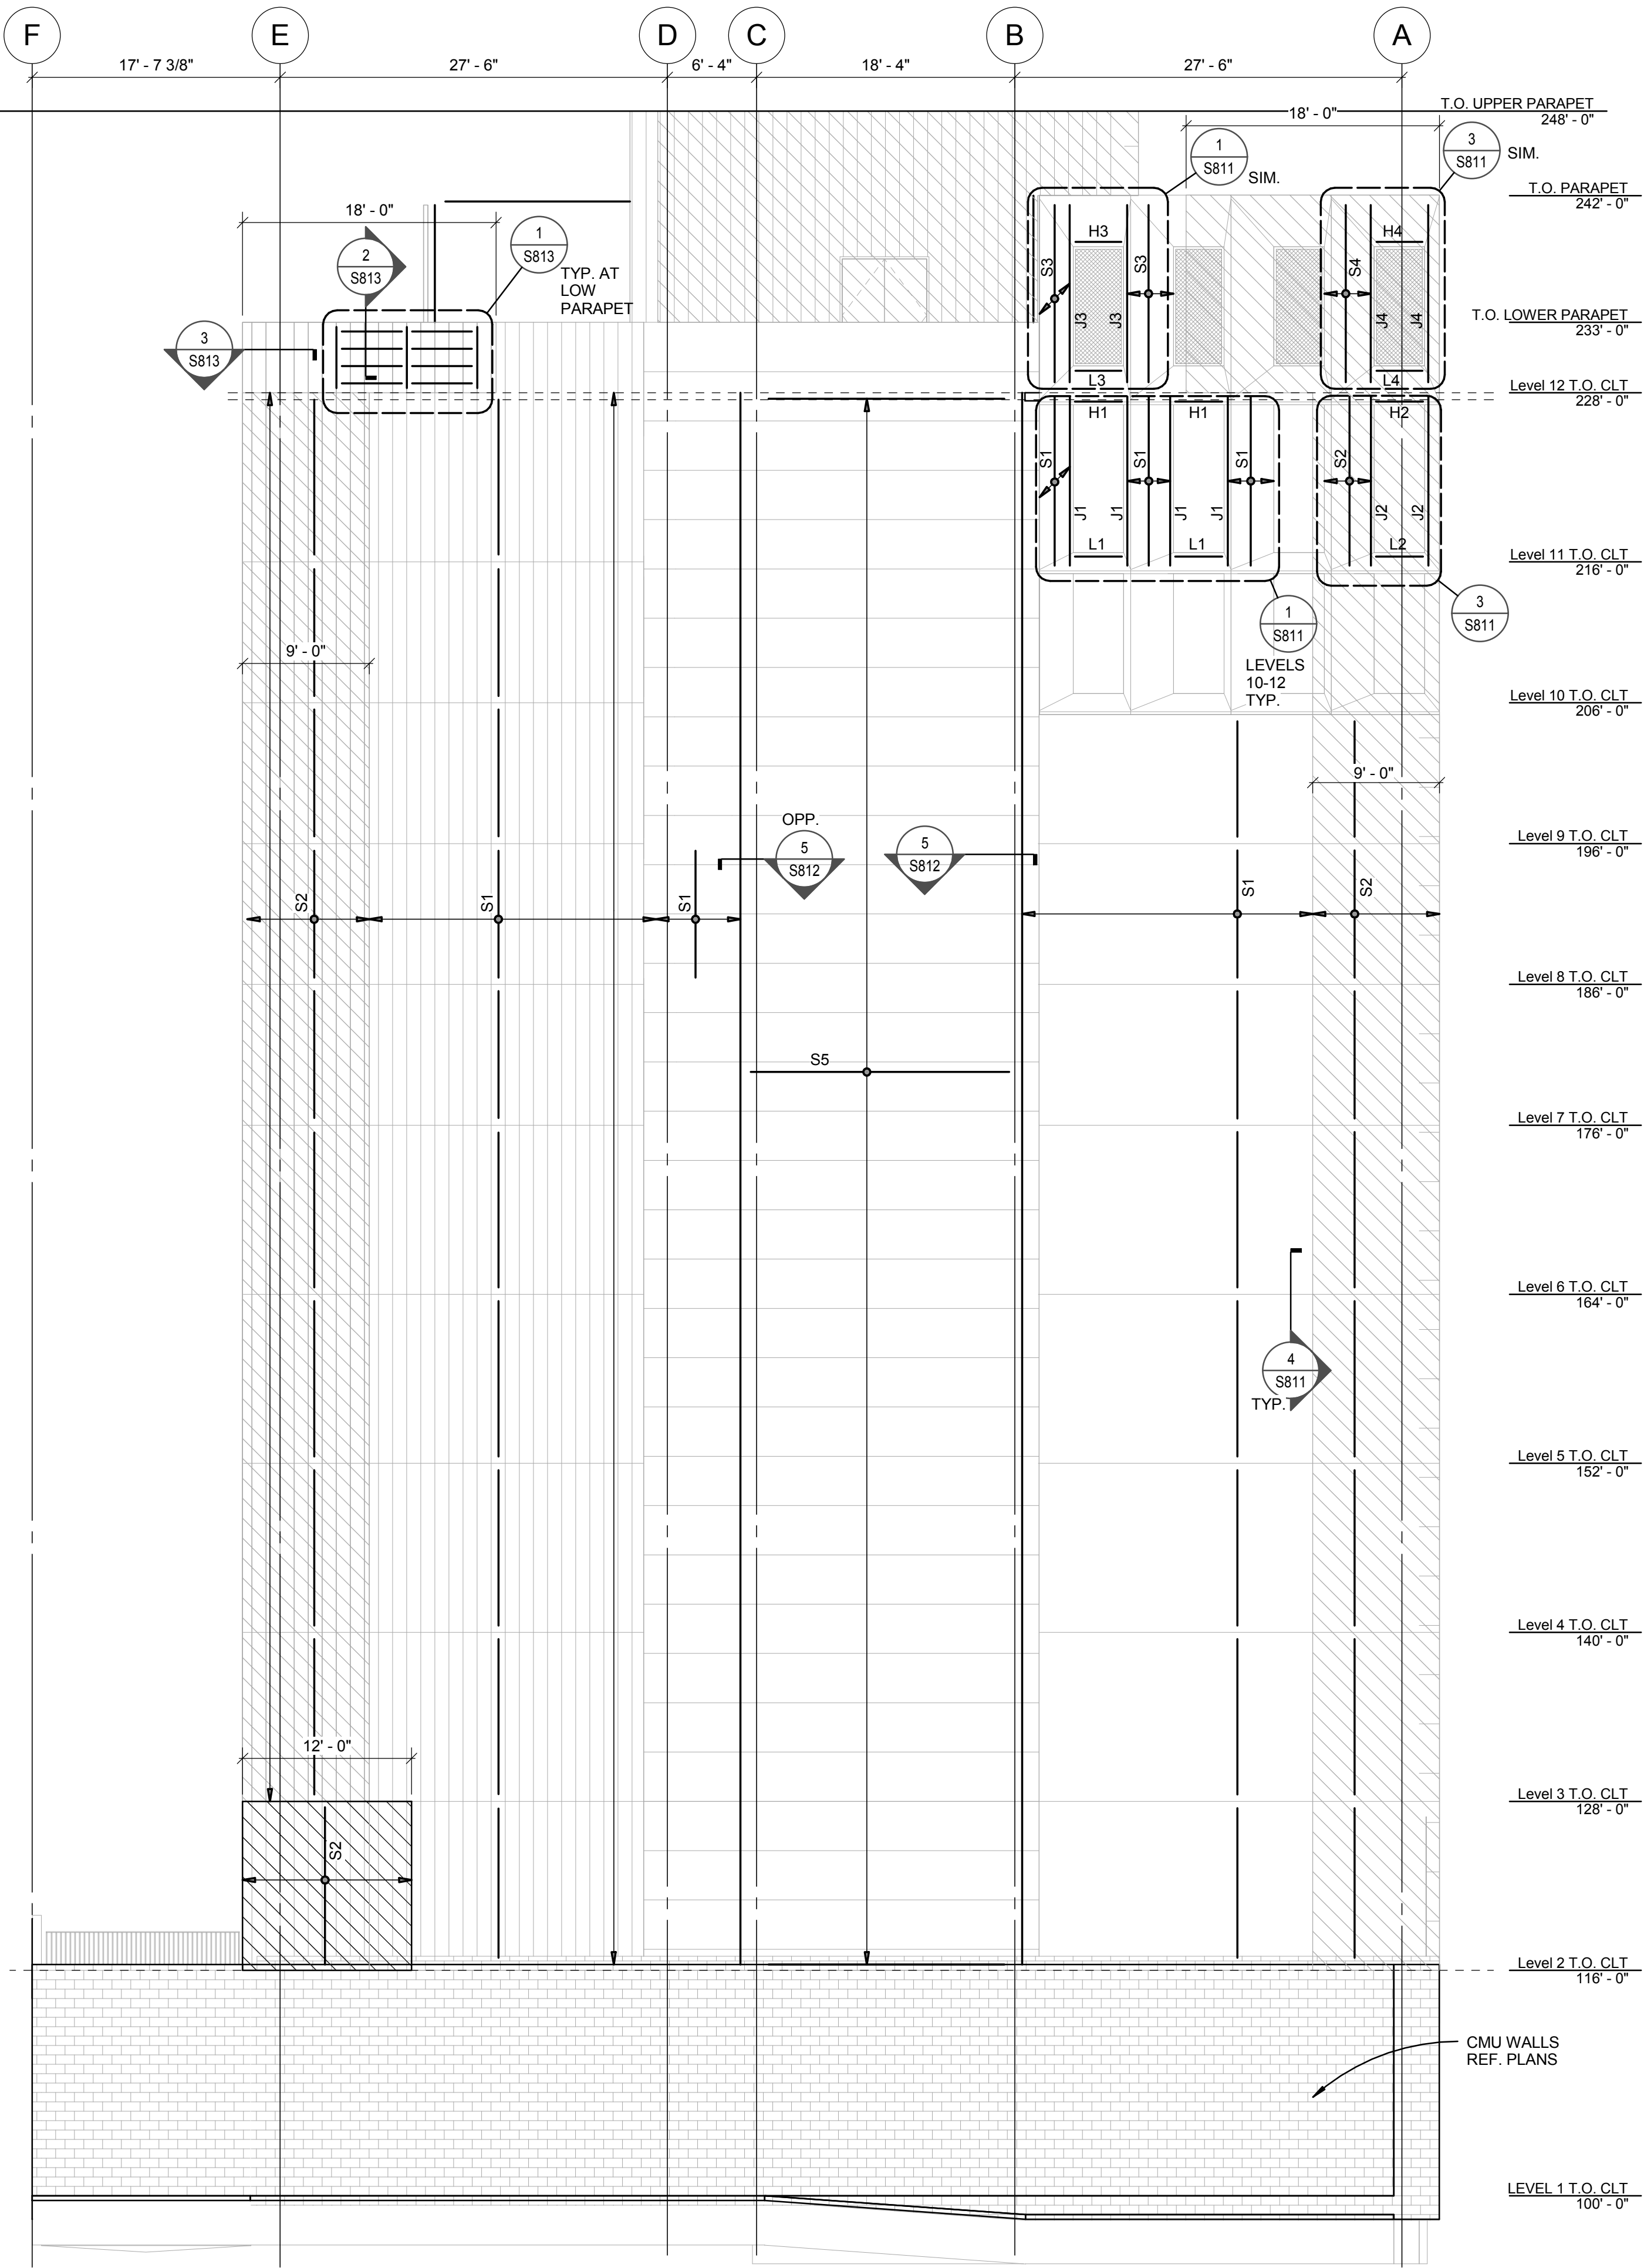 F
E
D
C
B
A
17' - 7 3/8"
27' - 6"
6' - 4"
18' - 4"
27' - 6"
T.O. UPPER PARAPET
248' - 0"
18' - 0"
1
S811
SIM.
3
S811
SIM.
T.O. PARAPET
242' - 0"
18' - 0"
2
S813
1
S813
TYP. AT
LOW
PARAPET
H3
H4
S3
S3
S4
J3
J3
J4
J4
T.O. LOWER PARAPET
233' - 0"
3
S813
L3
L4
Level 12 T.O. CLT
228' - 0"
H1
H1
H2
S1
S1
S1
S2
J1
J1
J1
J1
J2
J2
L1
L1
L2
Level 11 T.O. CLT
216' - 0"
1
S811
3
S811
9' - 0"
LEVELS
10-12
TYP.
Level 10 T.O. CLT
206' - 0"
9' - 0"
OPP.
5
S812
5
S812
Level 9 T.O. CLT
196' - 0"
S2
S1
S1
S1
S2
Level 8 T.O. CLT
186' - 0"
S5
Level 7 T.O. CLT
176' - 0"
Level 6 T.O. CLT
164' - 0"
4
S811
TYP.
Level 5 T.O. CLT
152' - 0"
Level 4 T.O. CLT
140' - 0"
12' - 0"
Level 3 T.O. CLT
128' - 0"
S2
Level 2 T.O. CLT
116' - 0"
CMU WALLS
REF. PLANS
LEVEL 1 T.O. CLT
100' - 0"